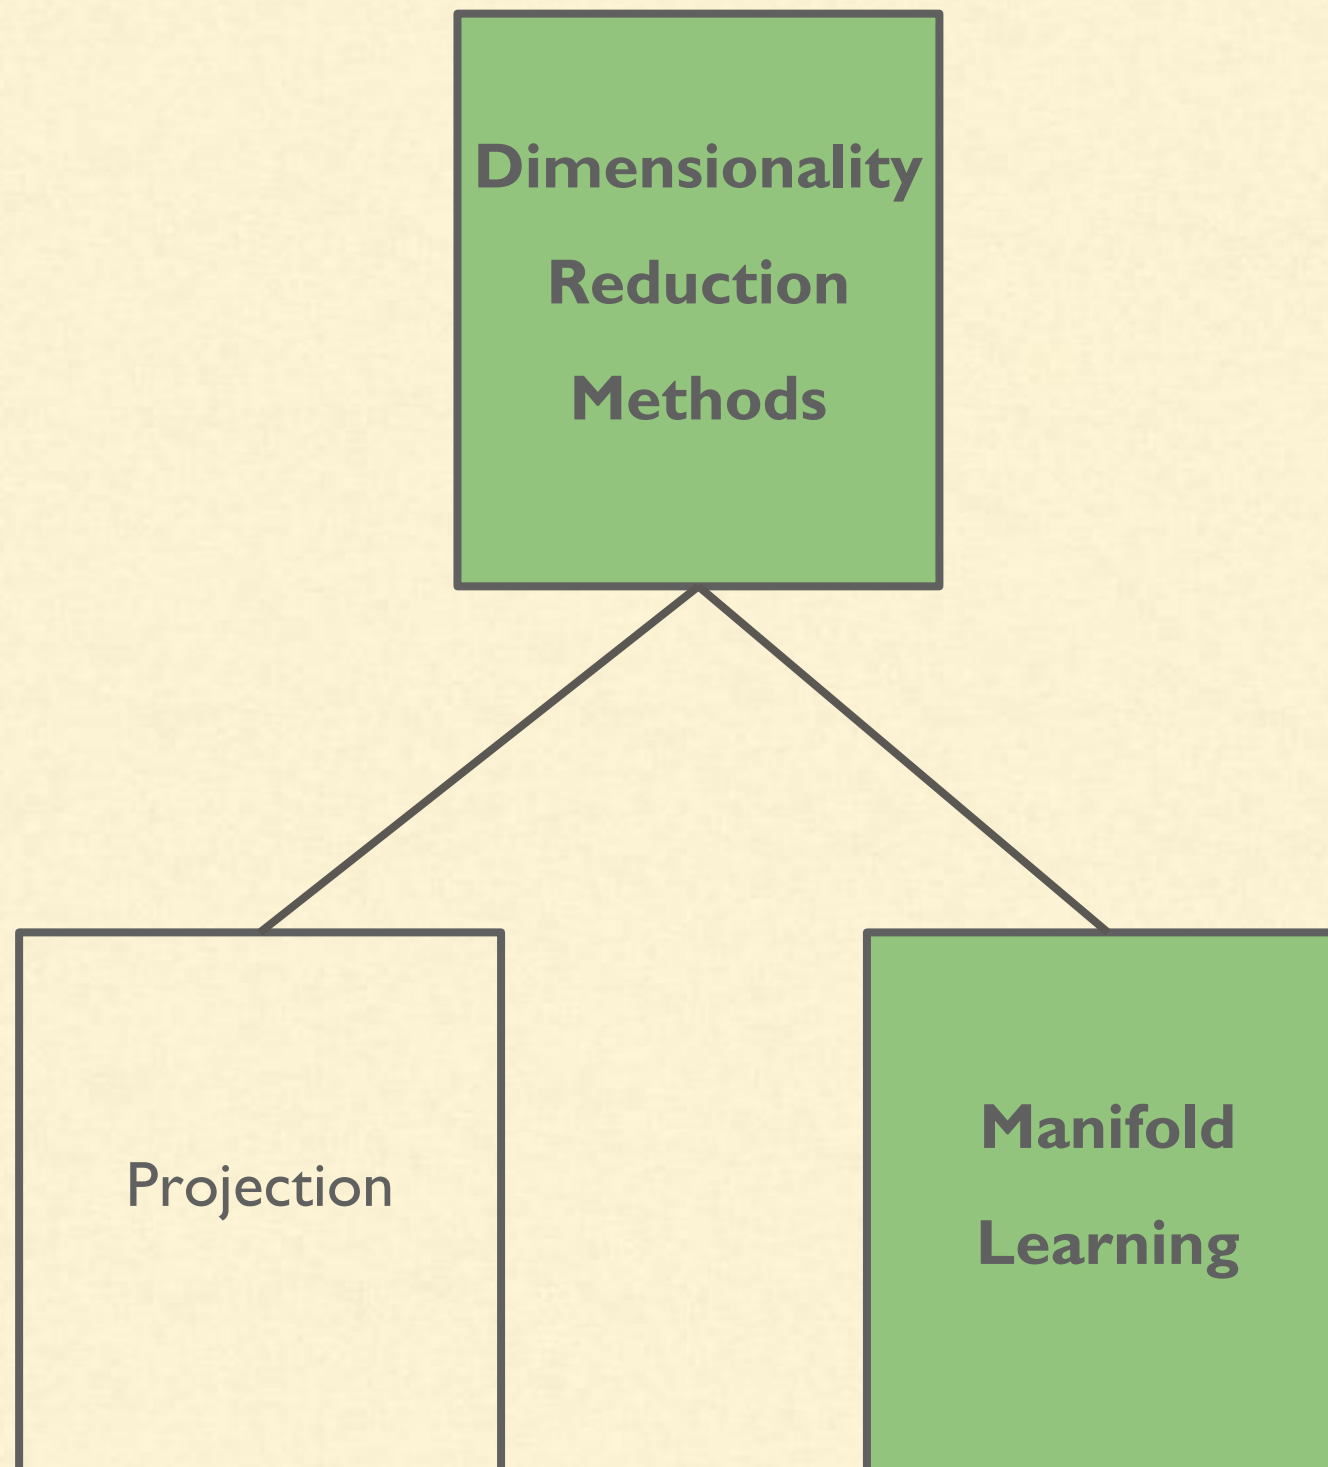 Dimensionality
Reduction
Methods
Projection
Manifold
Learning